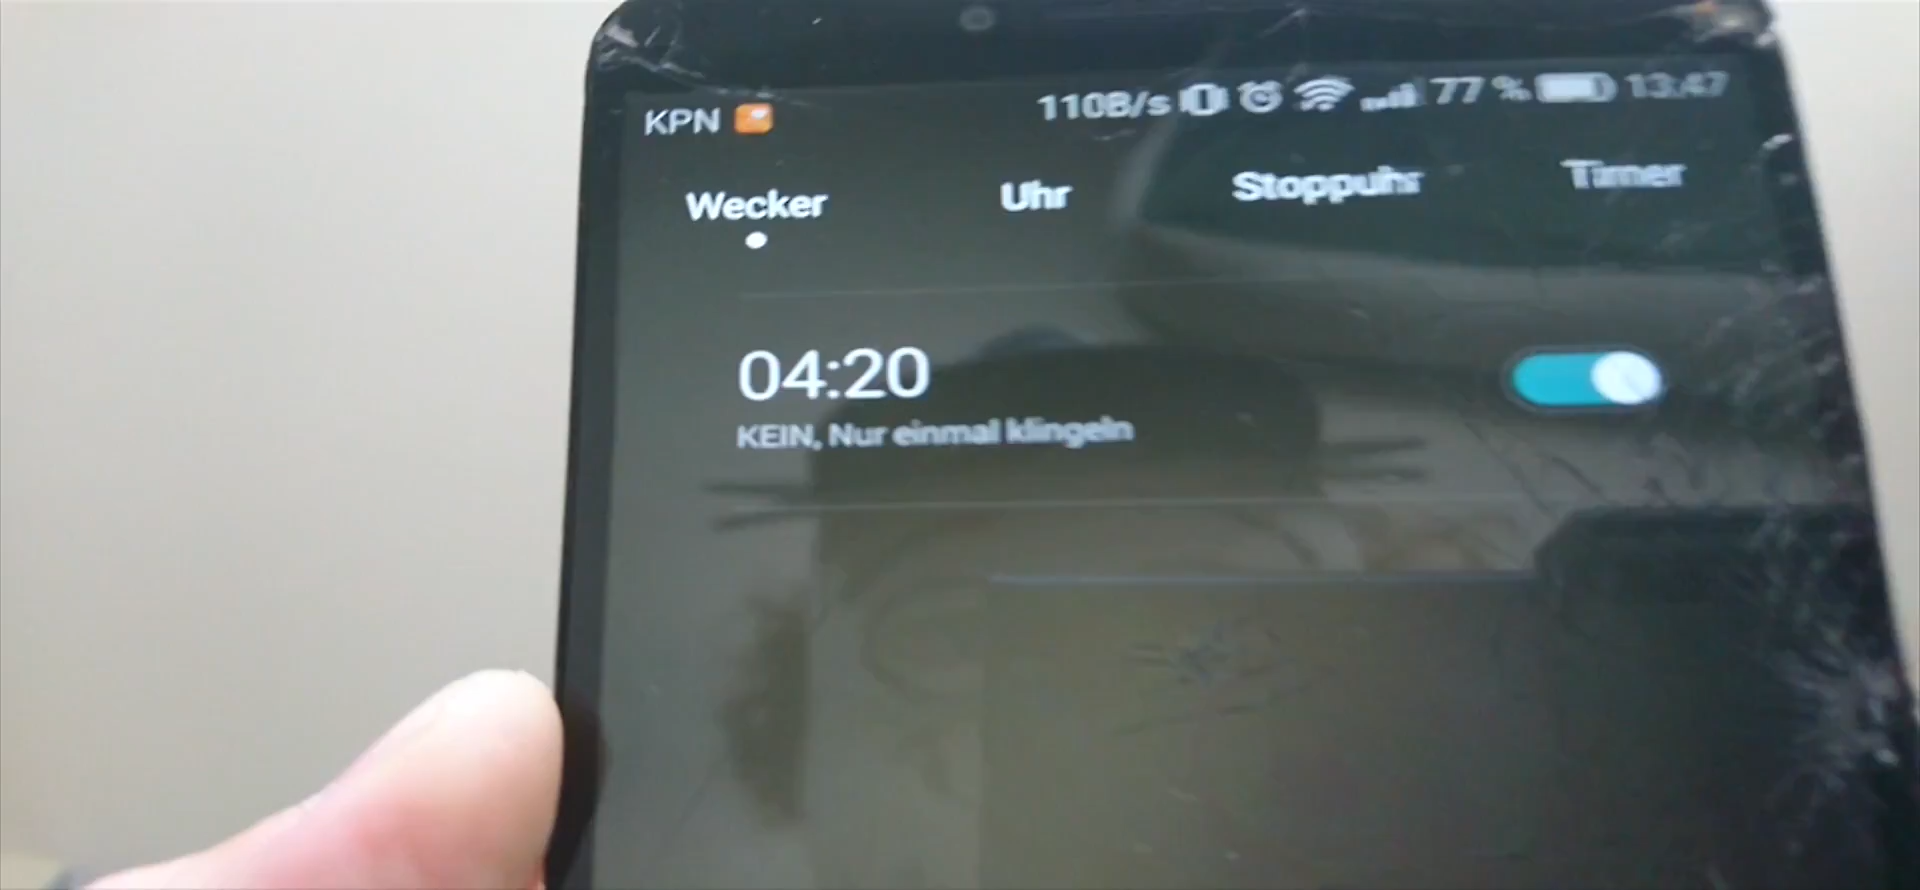 KPN 110B/s 77 % 13:47
Wecker Uhr Stoppuhr Timer
04:20
KEIN, Nur einmal klingeln